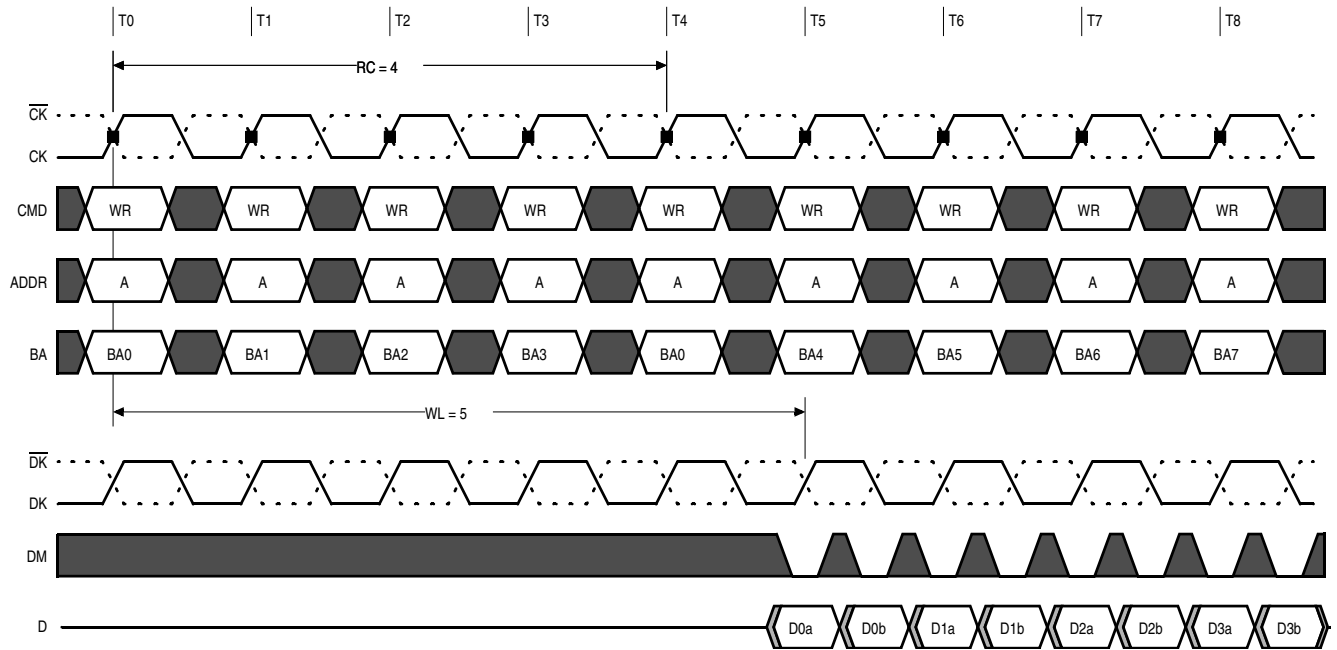 T0 T1 T2 T3 T4 T5 T6 T7 T8
RC = 4
CK
CK
CMD WR WR WR WR WR WR WR WR WR
ADDR A A A A A A A A A
BA BA0 BA1 BA2 BA3 BA0 BA4 BA5 BA6 BA7
WL = 5
DK
DK
DM
D D0a D0b D1a D1b D2a D2b D3a D3b